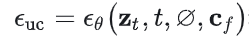 ϵ_uc = ϵ_θ(𝐳_t, t, ∅, 𝐜_f)